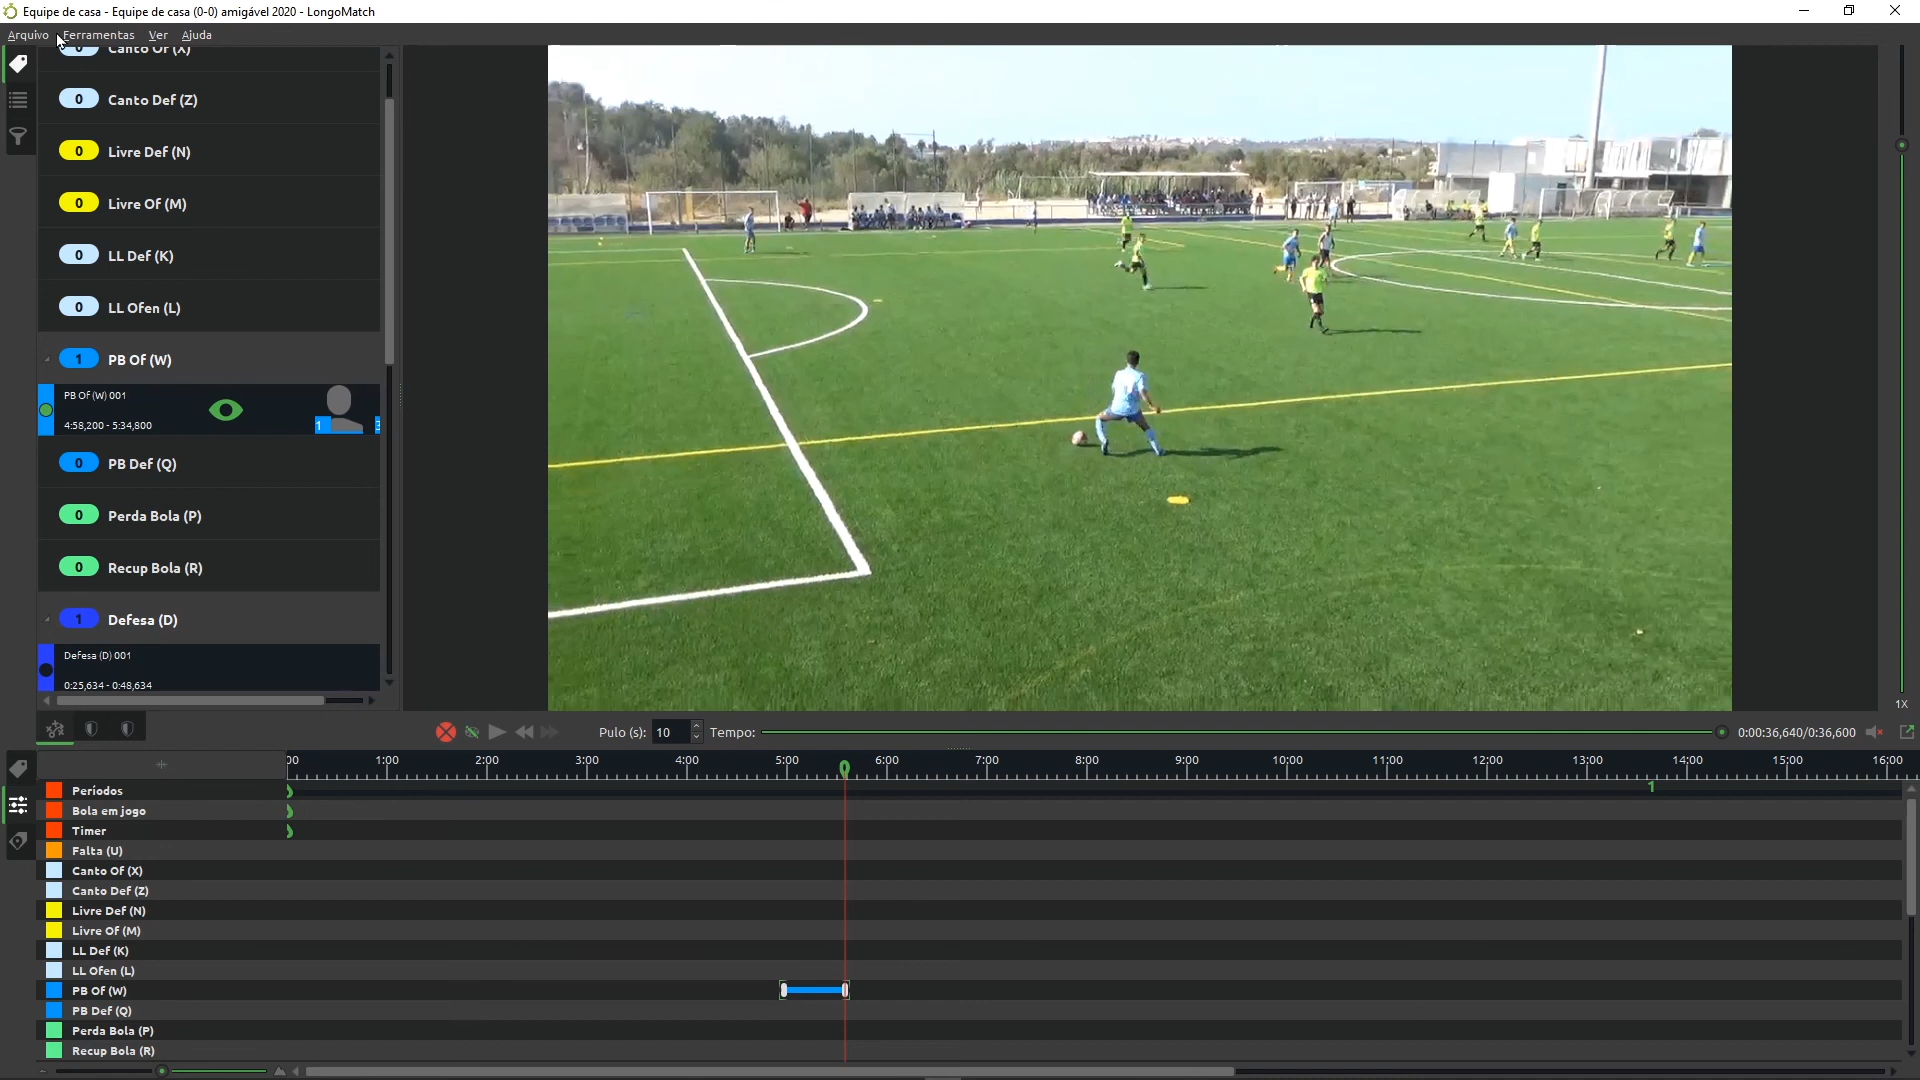 Equipe de casa - Equipe de casa (0-0) amigável 2020 - LongoMatch
Arquivo Ferramentas Ver Ajuda
0 Canto Of (X)
0 Canto Def (Z)
0 Livre Def (N)
0 Livre Of (M)
0 LL Def (K)
0 LL Ofen (L)
1 PB Of (W)
PB Of (W) 001
4:58,200 - 5:34,800
1
0 PB Def (Q)
0 Perda Bola (P)
0 Recup Bola (R)
1 Defesa (D)
Defesa (D) 001
0:25,634 - 0:48,634
1X
Pulo (s): 10 Tempo: 0:00:36,640/0:36,600
00 1:00 2:00 3:00 4:00 5:00 6:00 7:00 8:00 9:00 10:00 11:00 12:00 13:00 14:00 15:00 16:00
Períodos 1
Bola em jogo
Timer
Falta (U)
Canto Of (X)
Canto Def (Z)
Livre Def (N)
Livre Of (M)
LL Def (K)
LL Ofen (L)
PB Of (W)
PB Def (Q)
Perda Bola (P)
Recup Bola (R)